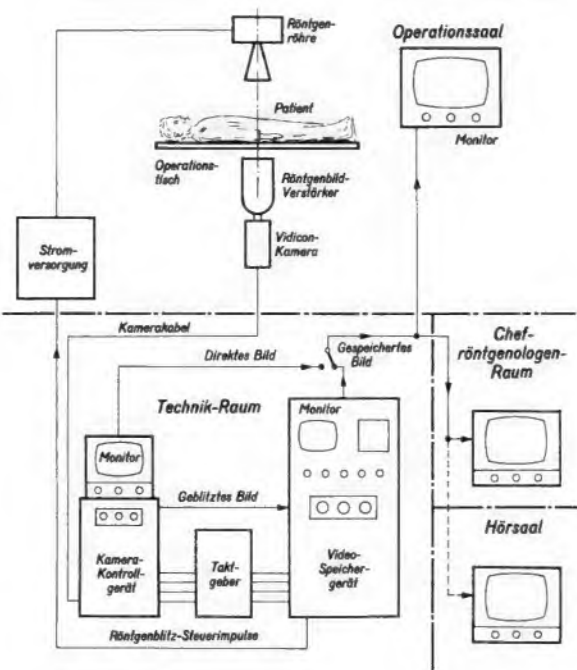 Röntgen-
röhre
Operationssaal
Patient
Monitor
Operations-
tisch
Röntgenbild-
Verstärker
Vidicon-
Kamera
Strom-
versorgung
Kamerakabel
Direktes Bild
Gespeichertes
Bild
Chef-
röntgenologen-
Raum
Technik-Raum
Monitor
Monitor
Geblitztes Bild
Hörsaal
Kamera-
Kontroll-
gerät
Takt-
geber
Video-
Speicher-
gerät
Röntgenblitz-Steuerimpulse